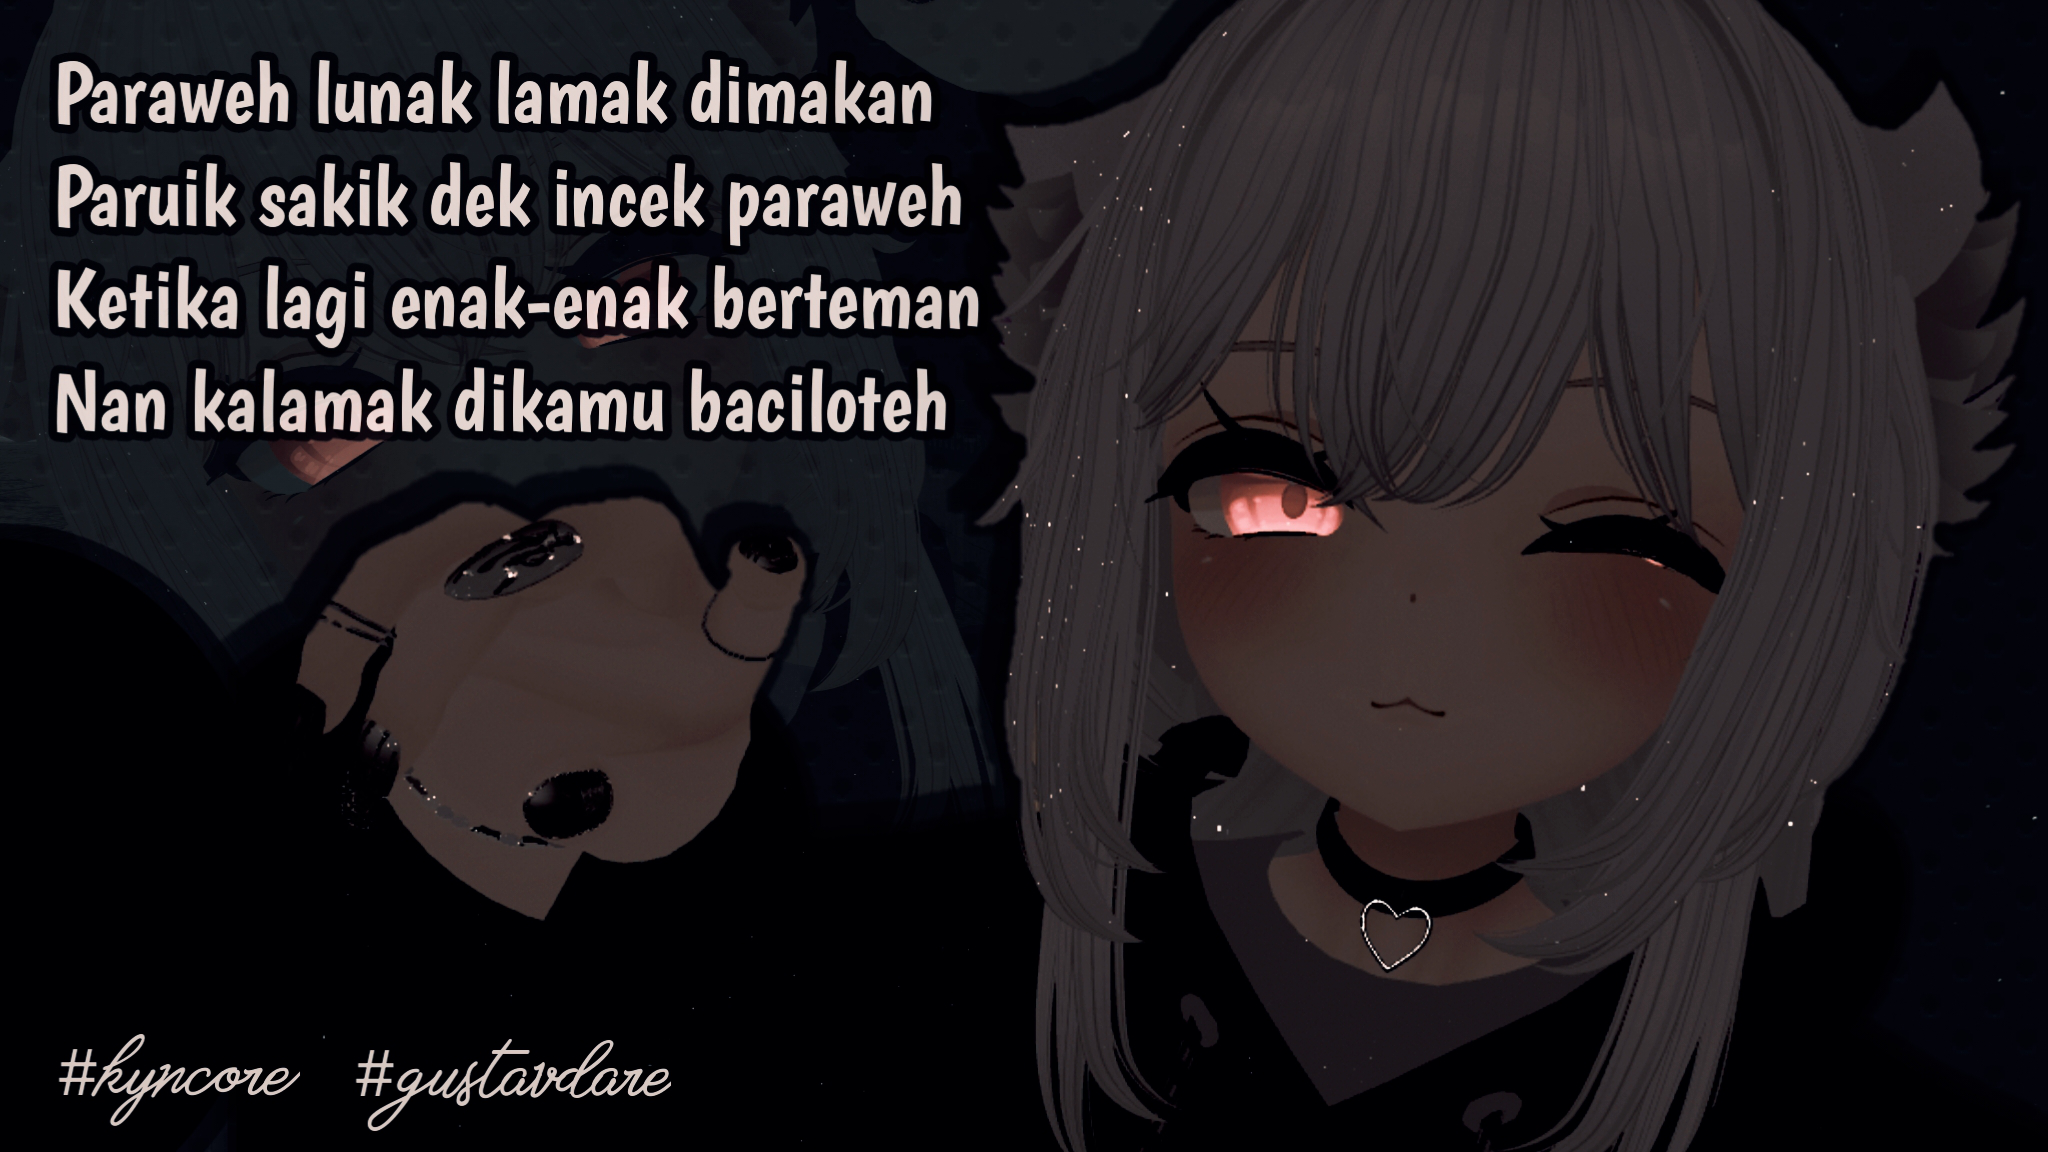 Paraweh lunak lamak dimakan
Paruik sakik dek incek paraweh
Ketika lagi enak-enak berteman
Nan kalamak dikamu baciloteh
#kyncore #gustavdare